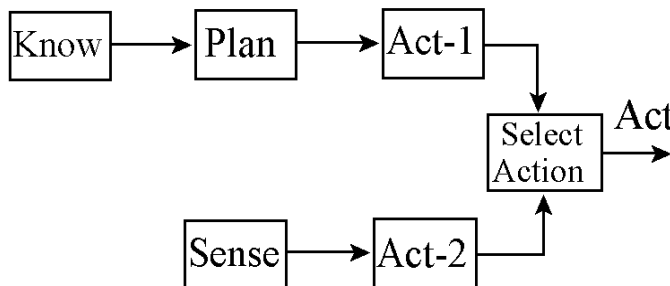 Know
Plan
Act-1
Select
Action
Act
Sense
Act-2